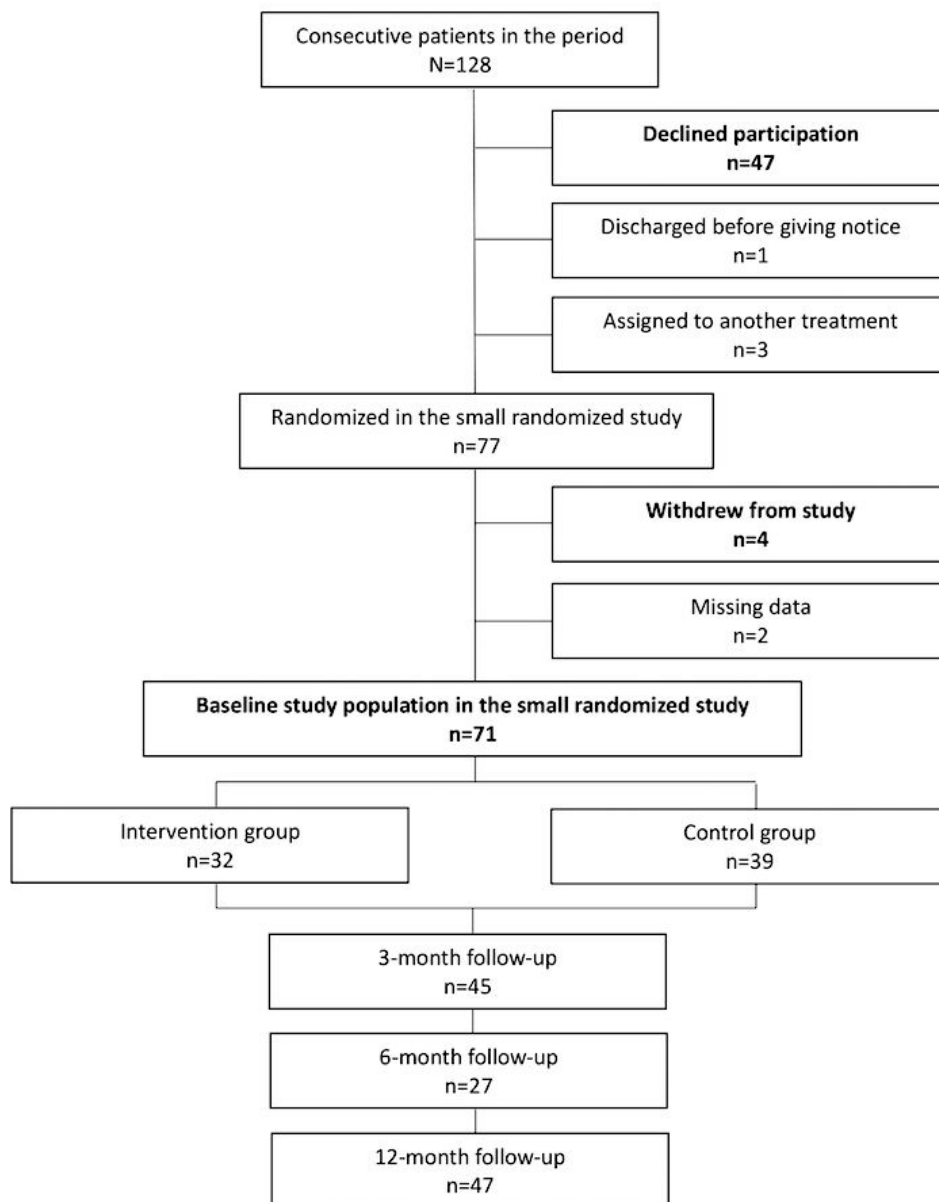 Consecutive patients in the period
N=128
Declined participation
n=47
Discharged before giving notice
n=1
Assigned to another treatment
n=3
Randomized in the small randomized study
n=77
Withdrew from study
n=4
Missing data
n=2
Baseline study population in the small randomized study
n=71
Intervention group
n=32
Control group
n=39
3-month follow-up
n=45
6-month follow-up
n=27
12-month follow-up
n=47